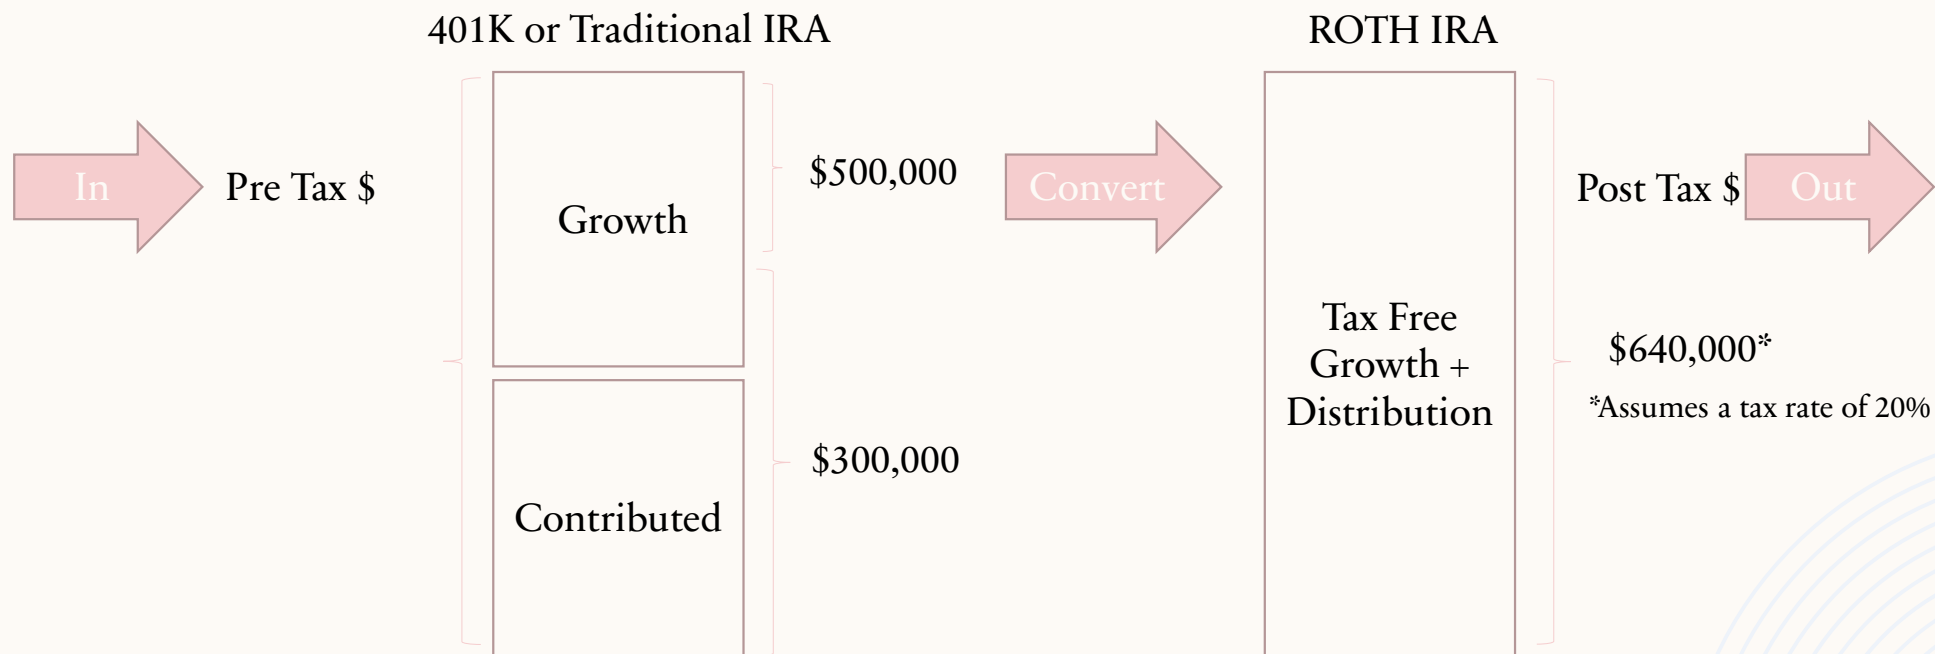 401K or Traditional IRA
ROTH IRA
In
Pre Tax $
Growth
$500,000
Convert
Post Tax $
Out
Tax Free
Growth +
Distribution
$640,000*
*Assumes a tax rate of 20%
$300,000
Contributed